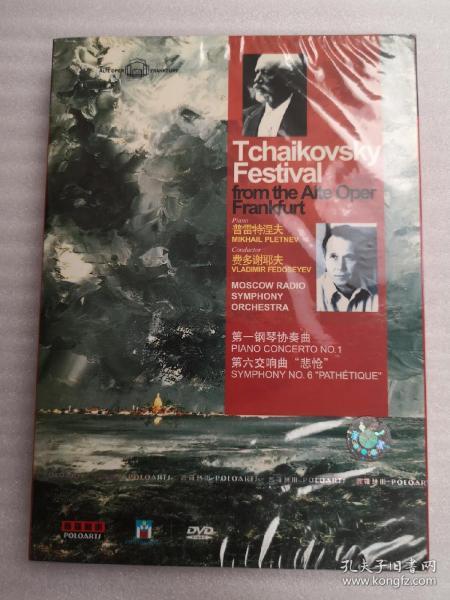 ALTE OPER FRANKFURT
Tchaikovsky
Festival
from the Alte Oper
Frankfurt
Piano
普雷特涅夫
MIKHAIL PLETNEV
Conductor
费多谢耶夫
VLADIMIR FEDOSEYEV
MOSCOW RADIO
SYMPHONY
ORCHESTRA
第一钢琴协奏曲
PIANO CONCERTO NO.1
第六交响曲“悲怆”
SYMPHONY NO. 6 "PATHÉTIQUE"
POLOARTS
DVD
孔夫子旧书网
www.kongfz.com